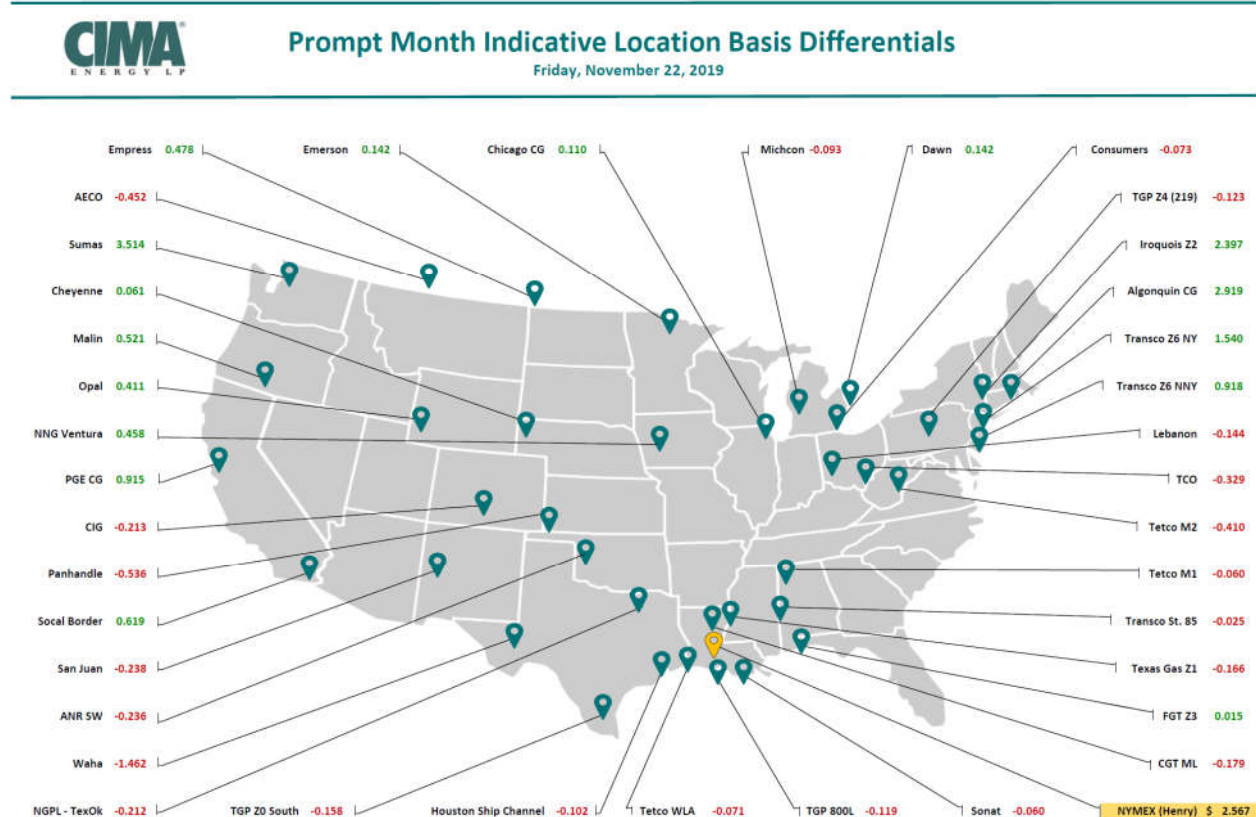 CIMA®
ENERGY LP
Prompt Month Indicative Location Basis Differentials
Friday, November 22, 2019
Empress 0.478
Emerson 0.142
Chicago CG 0.110
Michcon -0.093
Dawn 0.142
Consumers -0.073
AECO -0.452
TGP Z4 (219) -0.123
Sumas 3.514
Iroquois Z2 2.397
Cheyenne 0.061
Algonquin CG 2.919
Malin 0.521
Transco Z6 NY 1.540
Opal 0.411
Transco Z6 NNY 0.918
NNG Ventura 0.458
Lebanon -0.144
PGE CG 0.915
TCO -0.329
CIG -0.213
Tetco M2 -0.410
Panhandle -0.536
Tetco M1 -0.060
Socal Border 0.619
Transco St. 85 -0.025
San Juan -0.238
Texas Gas Z1 -0.166
ANR SW -0.236
FGT Z3 0.015
Waha -1.462
CGT ML -0.179
NGPL - TexOk -0.212
TGP Z0 South -0.158
Houston Ship Channel -0.102
Tetco WLA -0.071
TGP 800L -0.119
Sonat -0.060
NYMEX (Henry) $ 2.567